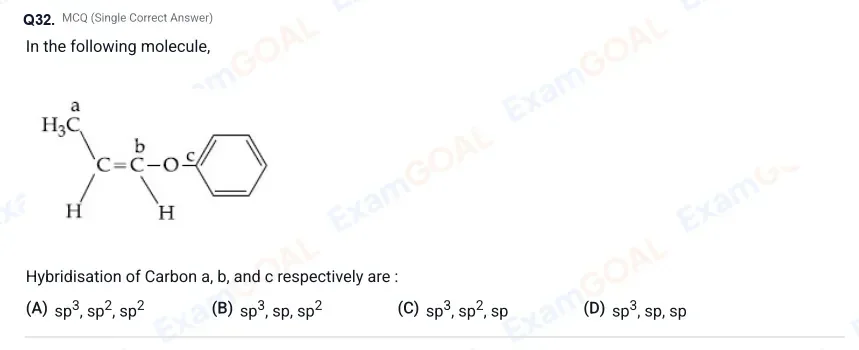 Q32. MCQ (Single Correct Answer)
In the following molecule,
a
H₃C
b
C=C–O
c
H H
Hybridisation of Carbon a, b, and c respectively are :
(A) sp³, sp², sp² (B) sp³, sp, sp² (C) sp³, sp², sp (D) sp³, sp, sp
ExamGOAL